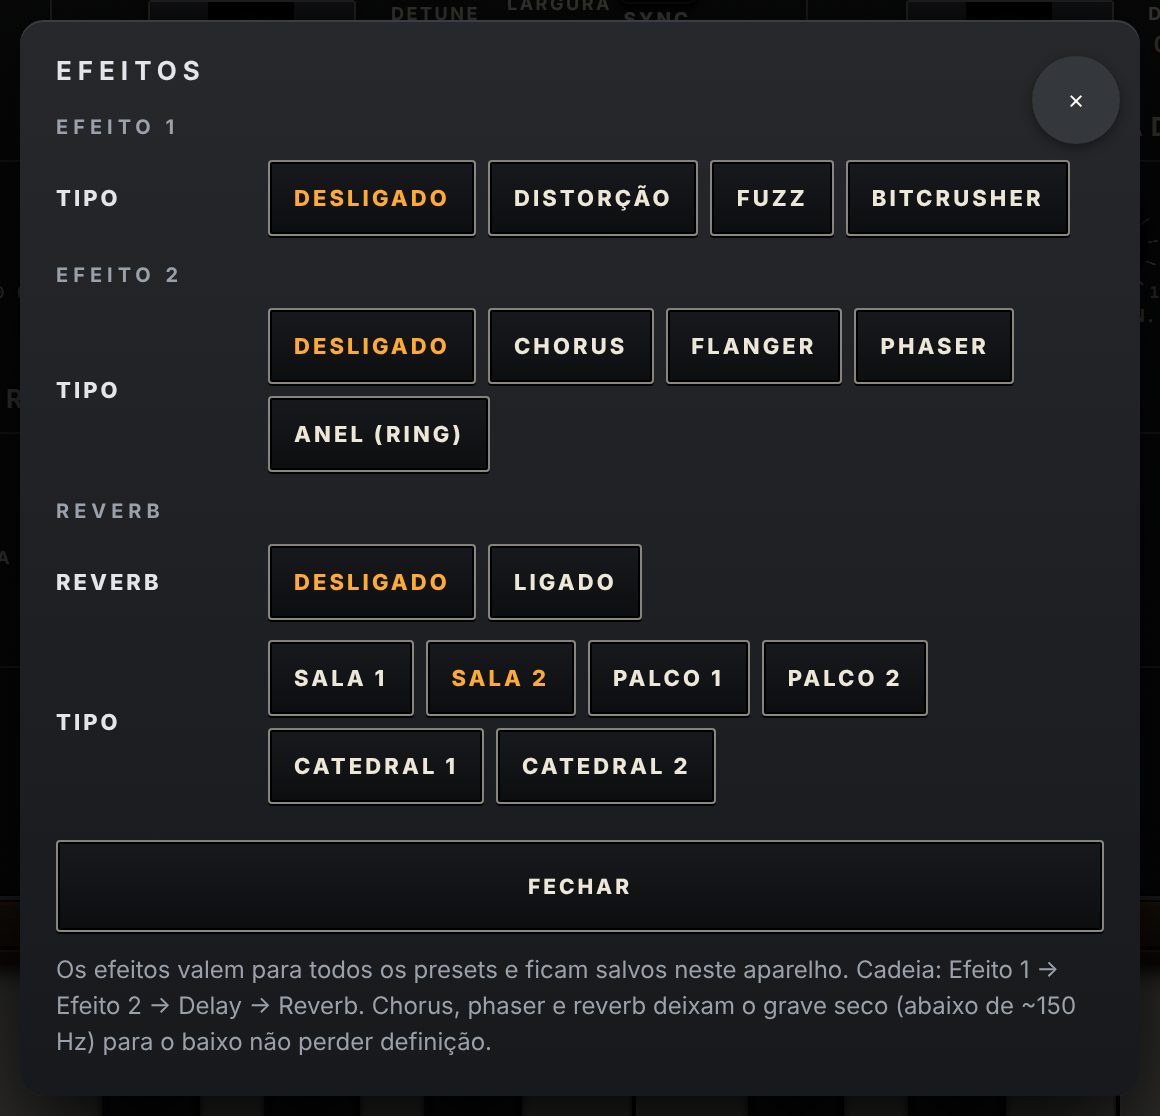 DETUNE
LARGURA
SYNC
EFEITOS
×
EFEITO 1
TIPO
DESLIGADO
DISTORÇÃO
FUZZ
BITCRUSHER
EFEITO 2
TIPO
DESLIGADO
CHORUS
FLANGER
PHASER
ANEL (RING)
REVERB
REVERB
DESLIGADO
LIGADO
TIPO
SALA 1
SALA 2
PALCO 1
PALCO 2
CATEDRAL 1
CATEDRAL 2
FECHAR
Os efeitos valem para todos os presets e ficam salvos neste aparelho. Cadeia: Efeito 1 →
Efeito 2 → Delay → Reverb. Chorus, phaser e reverb deixam o grave seco (abaixo de ~150
Hz) para o baixo não perder definição.